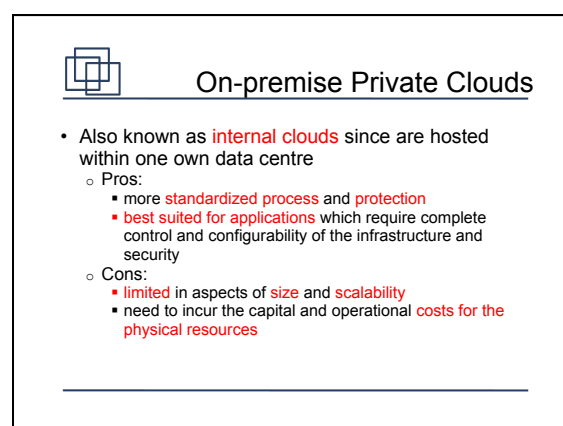 On-premise Private Clouds
• Also known as internal clouds since are hosted
within one own data centre
o Pros:
▪ more standardized process and protection
▪ best suited for applications which require complete
control and configurability of the infrastructure and
security
o Cons:
▪ limited in aspects of size and scalability
▪ need to incur the capital and operational costs for the
physical resources